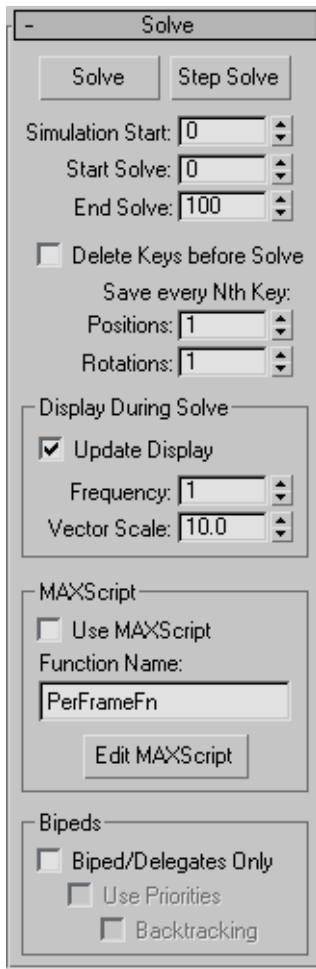 - Solve
Solve Step Solve
Simulation Start: 0
Start Solve: 0
End Solve: 100
Delete Keys before Solve
Save every Nth Key:
Positions: 1
Rotations: 1
Display During Solve
Update Display
Frequency: 1
Vector Scale: 10.0
MAXScript
Use MAXScript
Function Name:
PerFrameFn
Edit MAXScript
Bipeds
Biped/Delegates Only
Use Priorities
Backtracking